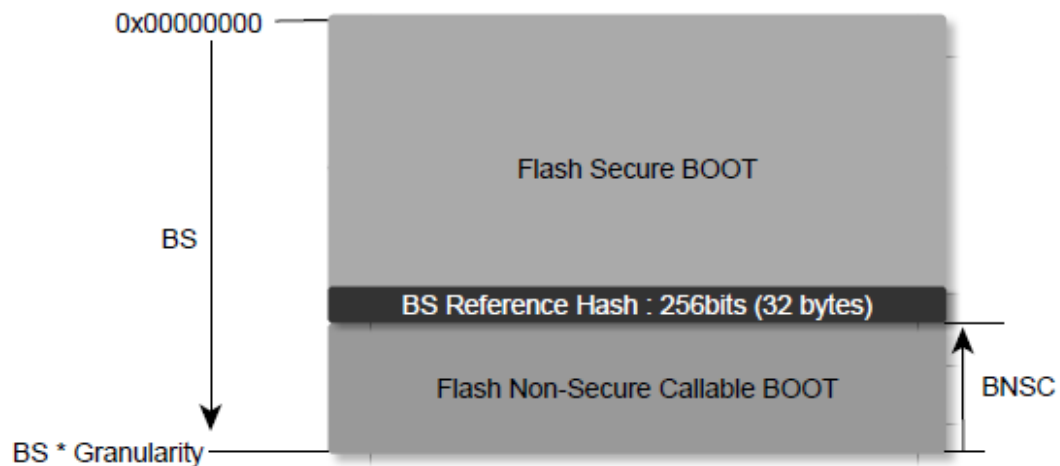 0x00000000
Flash Secure BOOT
BS
BS Reference Hash : 256bits (32 bytes)
Flash Non-Secure Callable BOOT
BNSC
BS * Granularity